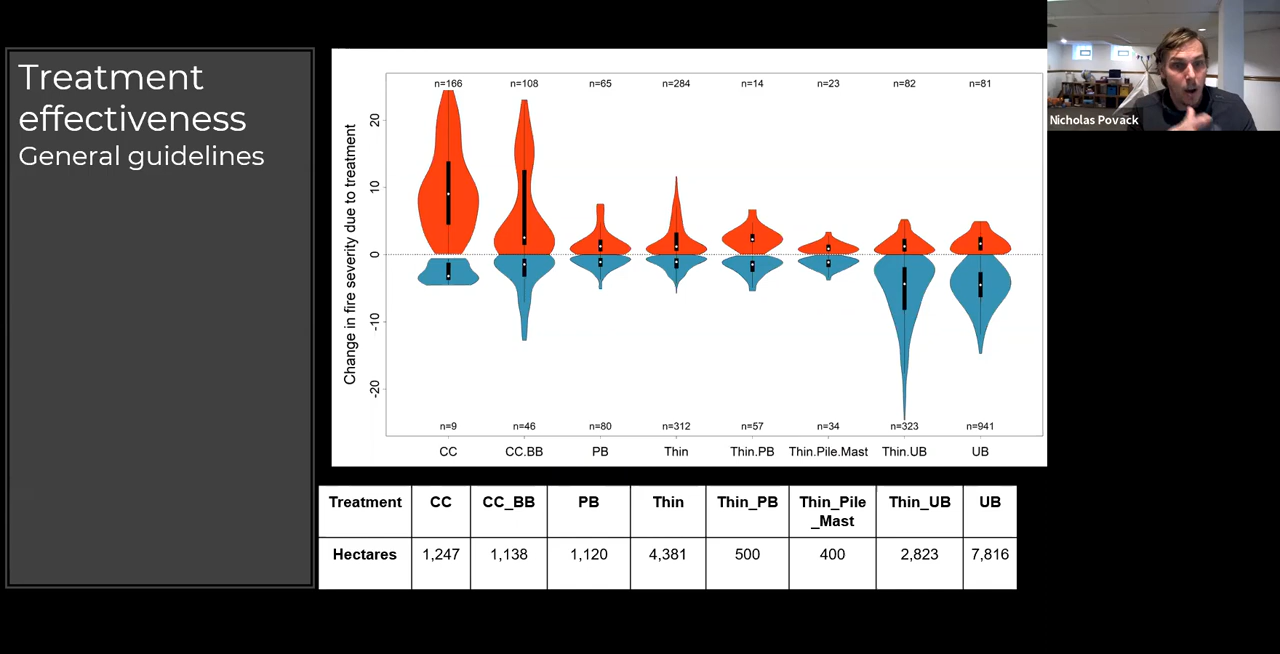 Treatment
effectiveness
General guidelines
Change in fire severity due to treatment
20
10
0
-10
-20
n=166 n=108 n=65 n=284 n=14 n=23 n=82 n=81
n=9 n=46 n=80 n=312 n=57 n=34 n=323 n=941
CC CC.BB PB Thin Thin.PB Thin.Pile.Mast Thin.UB UB
Nicholas Povack
Treatment CC CC_BB PB Thin Thin_PB Thin_Pile Thin_UB UB
_Mast
Hectares 1,247 1,138 1,120 4,381 500 400 2,823 7,816